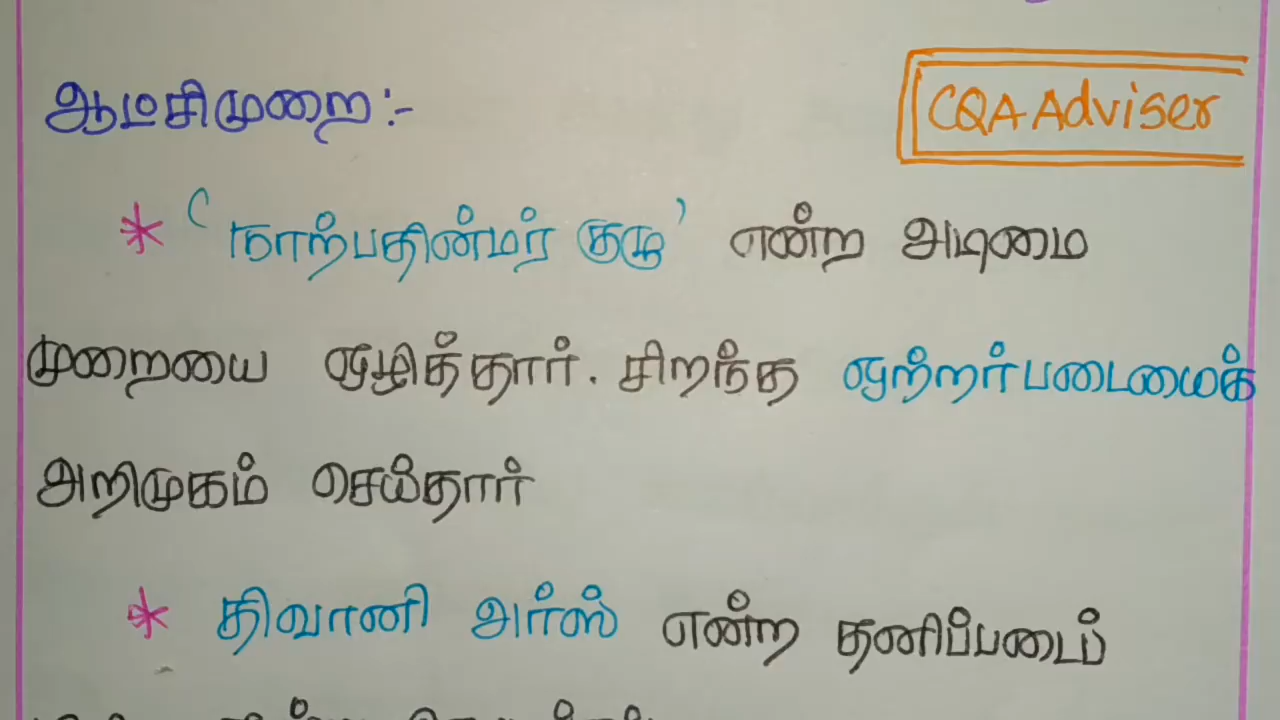 ஆட்சிமுறை:-
CQA Adviser
* 'நாற்பதின்மர் குழு' என்ற அடிமை
முறையை ஒழித்தார். சிறந்த ஒற்றர்படைமைக்
அறிமுகம் செய்தார்
* திவானி அர்ஸ் என்ற தனிப்படைப்